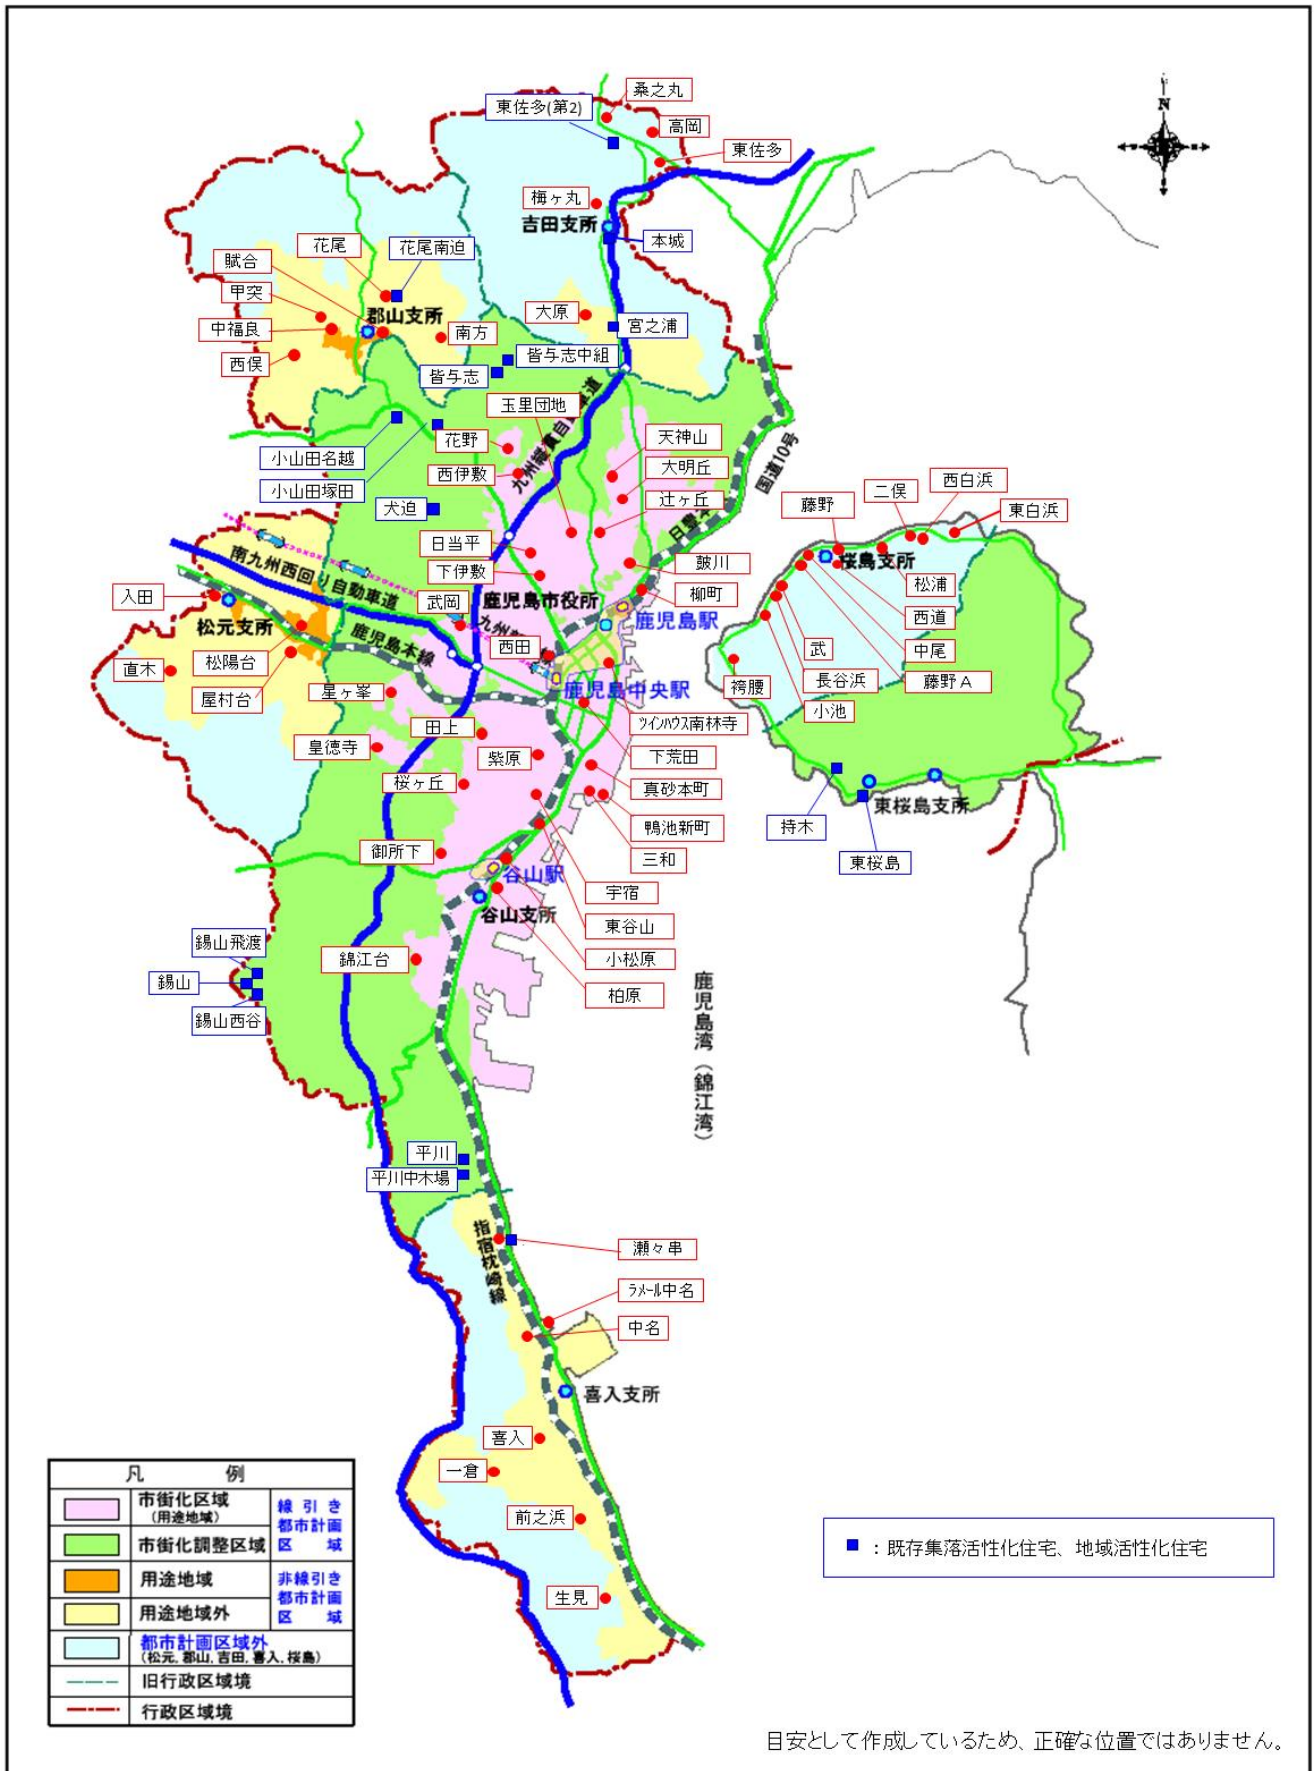 桑之丸
東佐多(第2)
高岡
N
東佐多
梅ヶ丸
吉田支所
本城
花尾
花尾南迫
賦合
甲突
郡山支所
大原
宮之浦
中福良
南方
西俣
皆与志中組
皆与志
玉里団地
九州縦貫自動車道
天神山
花野
国道10号
小山田名越
西伊敷
大明丘
小山田塚田
辻ヶ丘
犬迫
日豊本
藤野
二俣
西白浜
東白浜
日当平
桜島支所
南九州西回り自動車道
下伊敷
皷川
松浦
入田
武岡
鹿児島市役所
柳町
西道
松元支所
鹿児島駅
鹿児島本線
九州新
線
西田
武
中尾
直木
松陽台
長谷浜
藤野A
屋村台
星ヶ峯
鹿児島中央駅
袴腰
小池
田上
ツインハウス南林寺
皇徳寺
紫原
下荒田
桜ヶ丘
真砂本町
東桜島支所
鴨池新町
持木
御所下
三和
東桜島
谷山駅
宇宿
谷山支所
東谷山
錫山飛渡
錦江台
小松原
錫山
柏原
錫山西谷
鹿児島湾(錦江湾)
平川
平川中木場
指宿枕崎線
瀬々串
ラメール中名
中名
喜入支所
喜入
一倉
前之浜
生見
凡 例
市街化区域
(用途地域)
線引き
都市計画
区 域
市街化調整区域
用途地域
非線引き
都市計画
区 域
用途地域外
都市計画区域外
(松元,郡山,吉田,喜入,桜島)
旧行政区域境
行政区域境
■:既存集落活性化住宅、地域活性化住宅
目安として作成しているため、正確な位置ではありません。